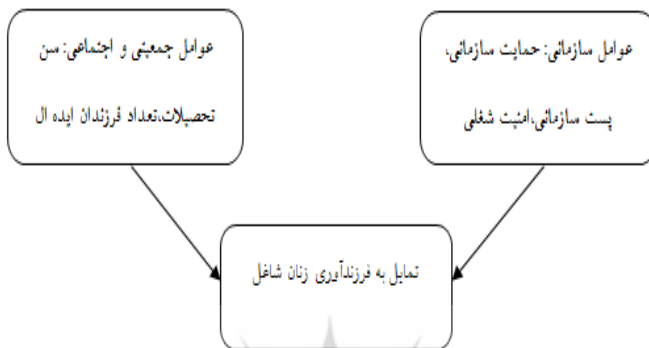 عوامل سازمانی: حمایت سازمانی،
پست سازمانی،امنیت شغلی
عوامل جمعیتی و اجتماعی: سن
تحصیلات،تعداد فرزندان ایده ال
تمایل به فرزندآوری زنان شاغل